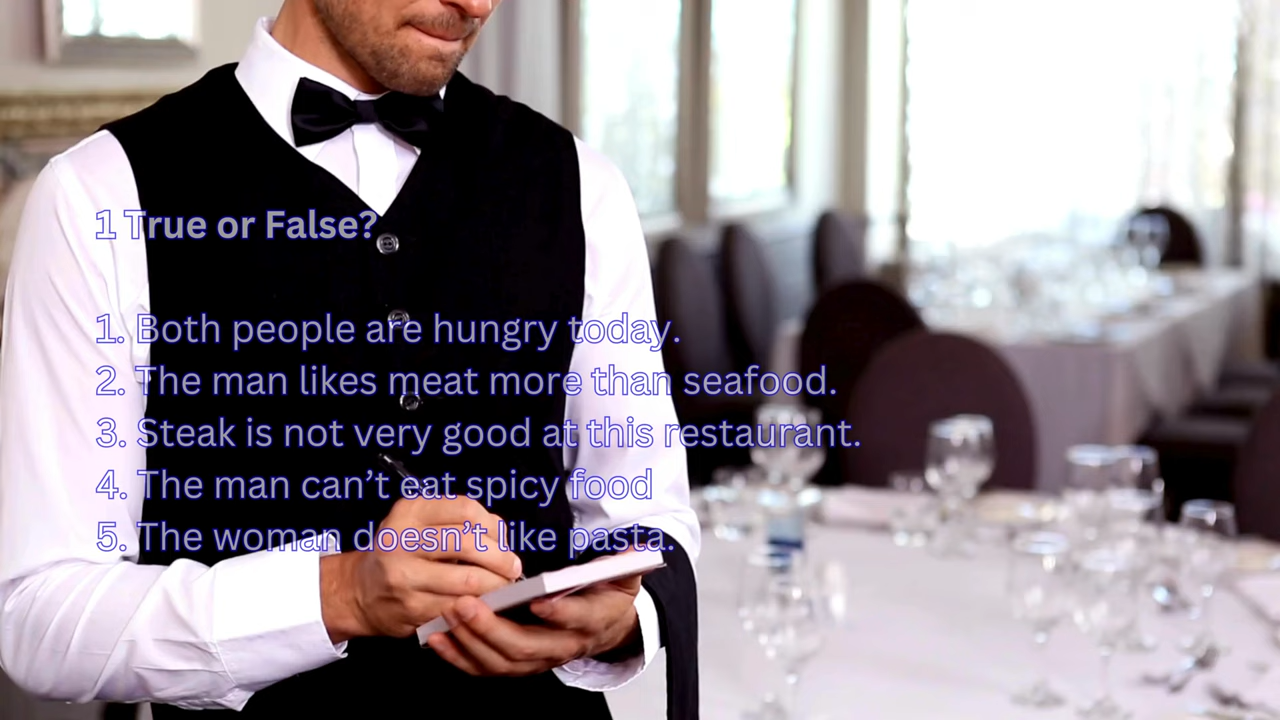 1 True or False?
1. Both people are hungry today.
2. The man likes meat more than seafood.
3. Steak is not very good at this restaurant.
4. The man can’t eat spicy food
5. The woman doesn’t like pasta.